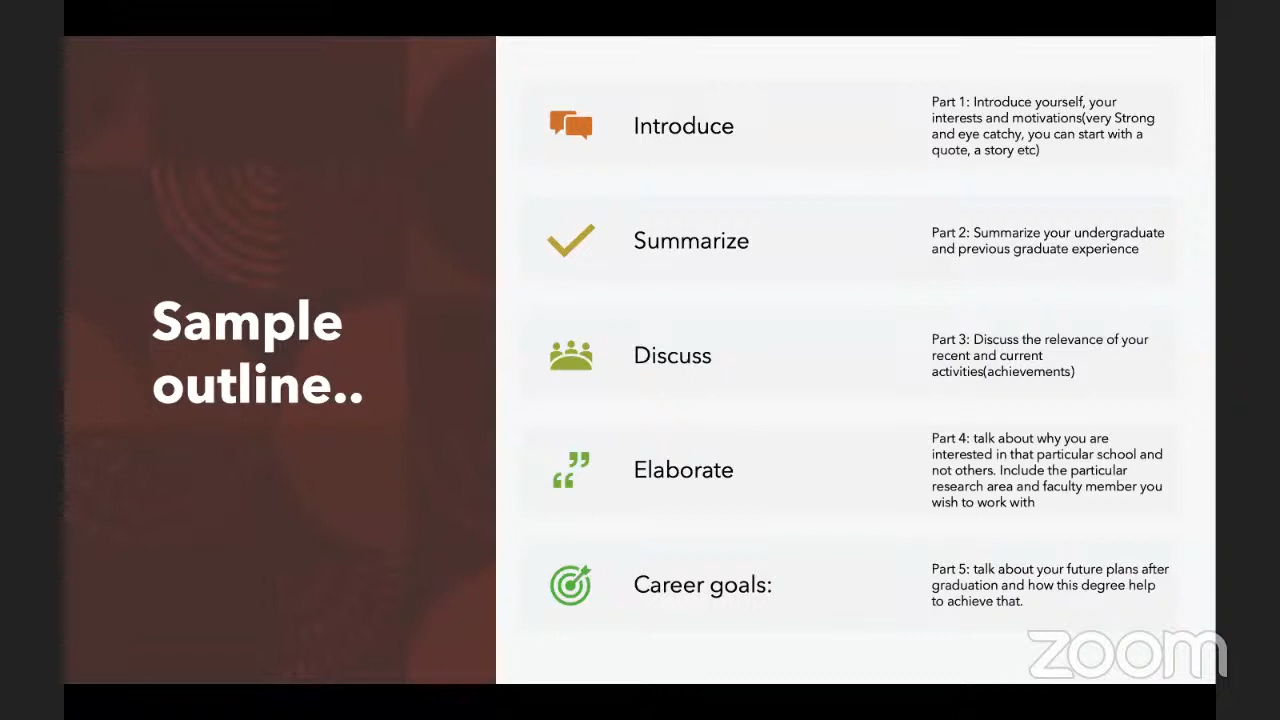 Sample
outline..
Introduce
Part 1: Introduce yourself, your
interests and motivations(very Strong
and eye catchy, you can start with a
quote, a story etc)
Summarize
Part 2: Summarize your undergraduate
and previous graduate experience
Discuss
Part 3: Discuss the relevance of your
recent and current
activities(achievements)
Elaborate
Part 4: talk about why you are
interested in that particular school and
not others. Include the particular
research area and faculty member you
wish to work with
Career goals:
Part 5: talk about your future plans after
graduation and how this degree help
to achieve that.
zoom